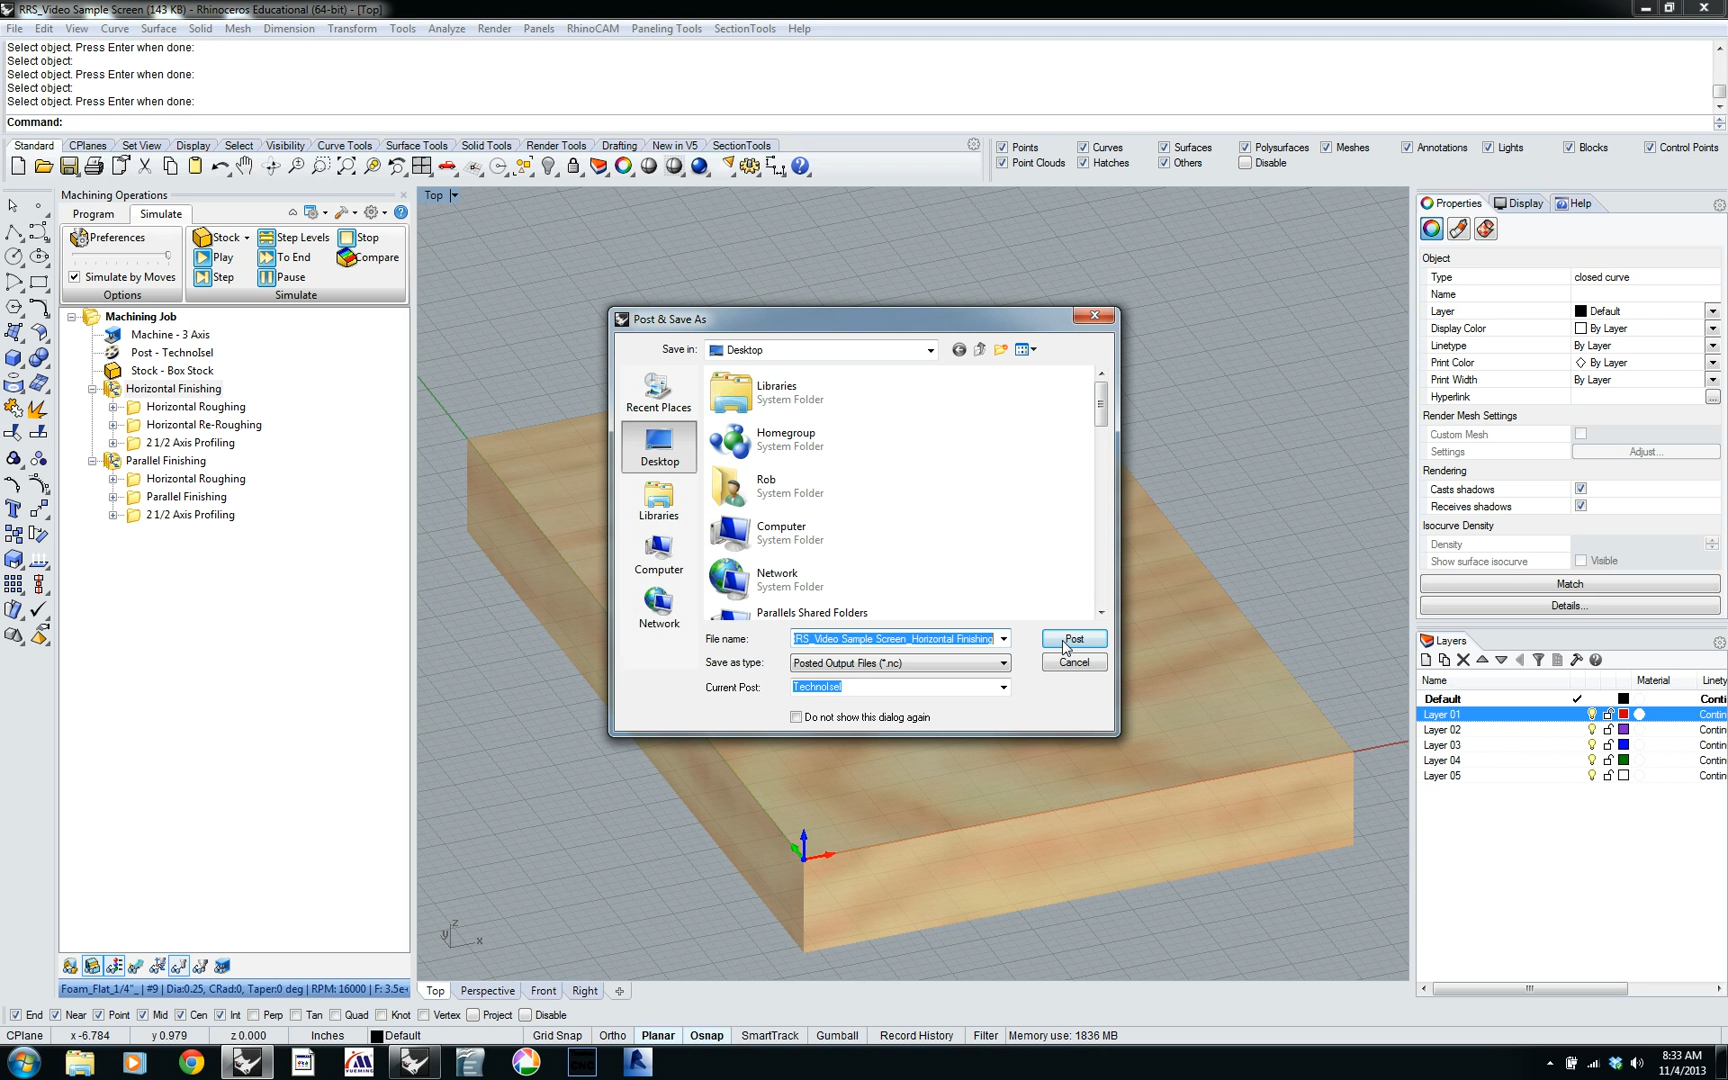 RRS_Video Sample Screen (143 KB) - Rhinoceros Educational (64-bit) - [Top]
File Edit View Curve Surface Solid Mesh Dimension Transform Tools Analyze Render Panels RhinoCAM Paneling Tools SectionTools Help
Select object. Press Enter when done:
Select object:
Select object. Press Enter when done:
Select object:
Select object. Press Enter when done:
Command:
Standard CPlanes Set View Display Select Visibility Curve Tools Surface Tools Solid Tools Render Tools Drafting New in V5 SectionTools
Points Curves Surfaces Polysurfaces Meshes Annotations Lights Blocks Control Points
Point Clouds Hatches Others Disable
Machining Operations
Program Simulate
Preferences
Simulate by Moves
Options
Stock Step Levels Stop
Play To End Compare
Step Pause
Simulate
Machining Job
Machine - 3 Axis
Post - TechnoIsel
Stock - Box Stock
Horizontal Finishing
Horizontal Roughing
Horizontal Re-Roughing
2 1/2 Axis Profiling
Parallel Finishing
Horizontal Roughing
Parallel Finishing
2 1/2 Axis Profiling
Foam_Flat_1/4"_ | #9 | Dia:0.25, CRad:0, Taper:0 deg | RPM: 16000 | F: 3.5e+
Top
Post & Save As
Save in: Desktop
Recent Places
Desktop
Libraries
Computer
Network
Libraries
System Folder
Homegroup
System Folder
Rob
System Folder
Computer
System Folder
Network
System Folder
Parallels Shared Folders
File name: RRS_Video Sample Screen_Horizontal Finishing
Save as type: Posted Output Files (*.nc)
Current Post: TechnoIsel
Do not show this dialog again
Post
Cancel
z
y
x
Top Perspective Front Right
Properties Display Help
Object
Type closed curve
Name
Layer Default
Display Color By Layer
Linetype By Layer
Print Color By Layer
Print Width By Layer
Hyperlink ...
Render Mesh Settings
Custom Mesh
Settings Adjust...
Rendering
Casts shadows
Receives shadows
Isocurve Density
Density
Show surface isocurve Visible
Match
Details...
Layers
Name Material Linety
Default Conti
Layer 01 Contin
Layer 02 Contin
Layer 03 Contin
Layer 04 Contin
Layer 05 Contin
End Near Point Mid Cen Int Perp Tan Quad Knot Vertex Project Disable
CPlane x -6.784 y 0.979 z 0.000 Inches Default Grid Snap Ortho Planar Osnap SmartTrack Gumball Record History Filter Memory use: 1836 MB
YUEMING
CNC
8:33 AM
11/4/2013